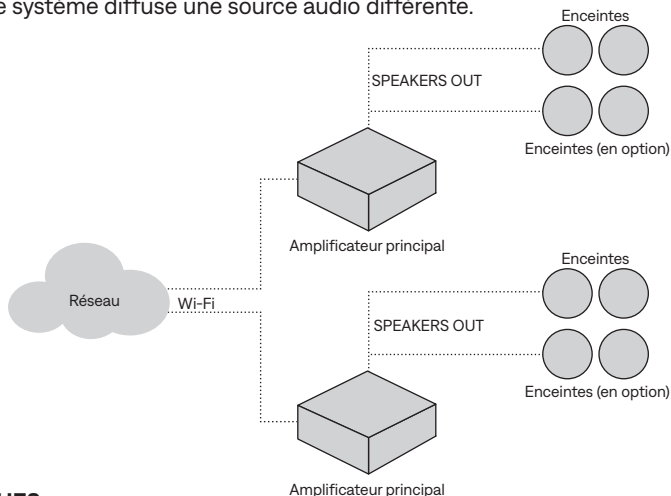 système diffuse une source audio différente.
Enceintes
SPEAKERS OUT
Enceintes (en option)
Amplificateur principal
Réseau
Wi-Fi
Enceintes
SPEAKERS OUT
Enceintes (en option)
Amplificateur principal